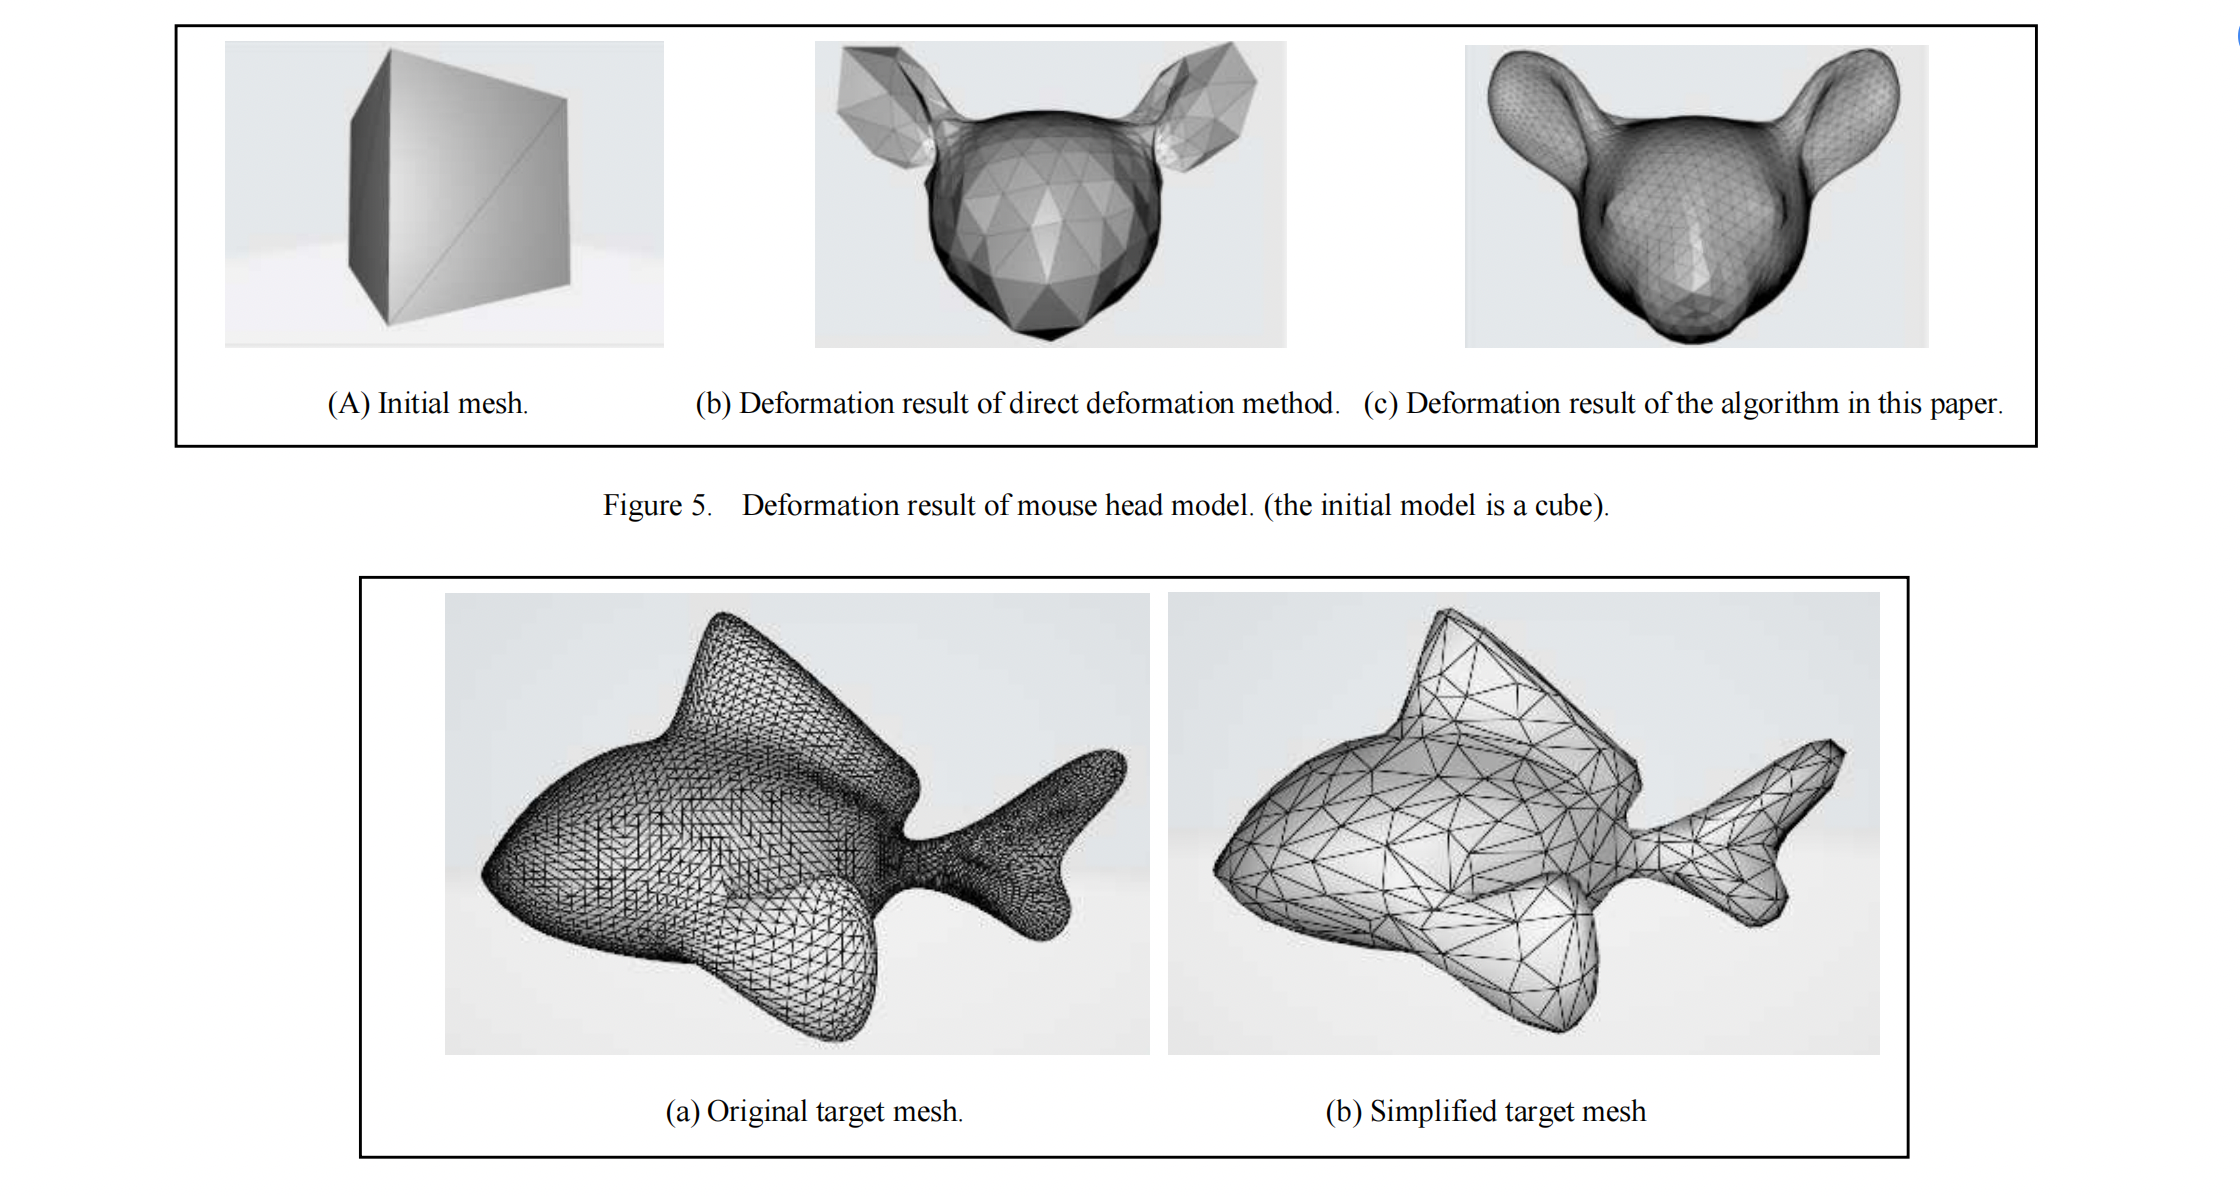 (A) Initial mesh.
(b) Deformation result of direct deformation method.
(c) Deformation result of the algorithm in this paper.
Figure 5. Deformation result of mouse head model. (the initial model is a cube).
(a) Original target mesh.
(b) Simplified target mesh